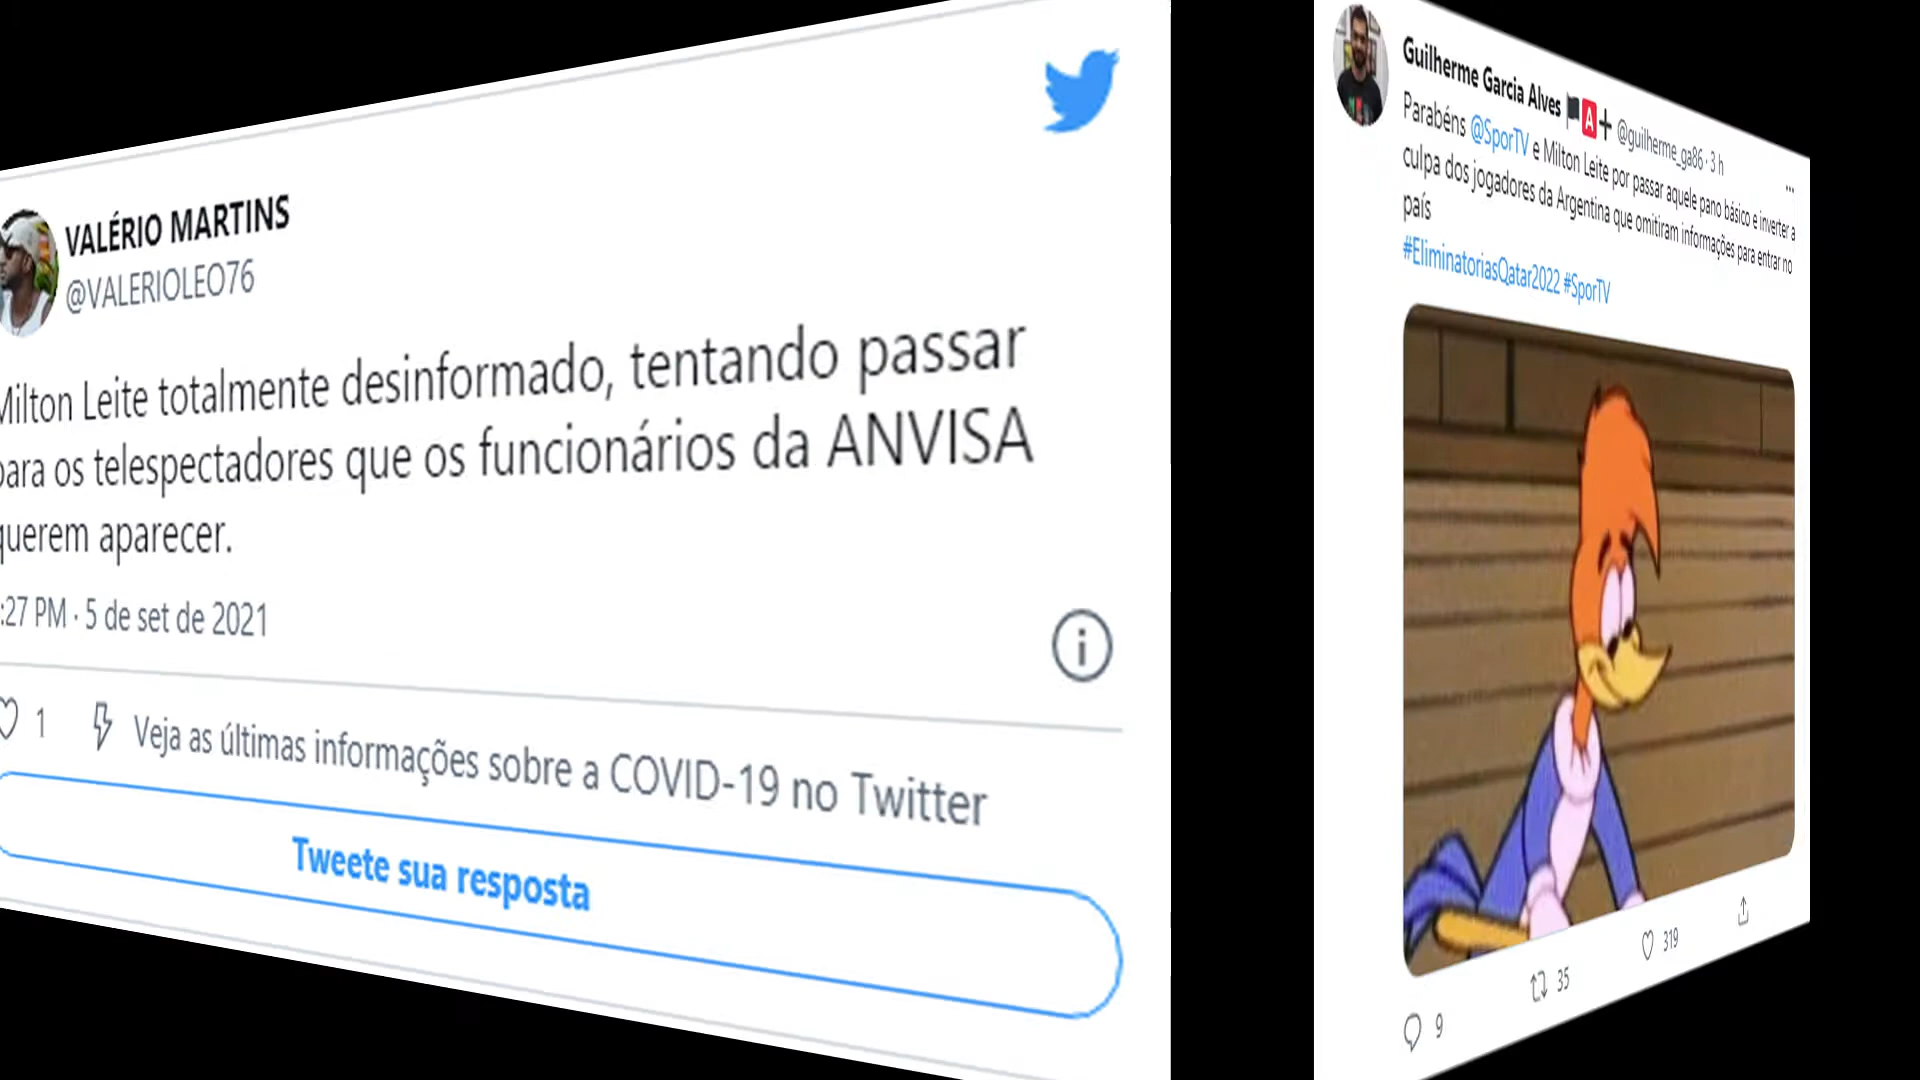 VALÉRIO MARTINS
@VALERIOLEO76
Milton Leite totalmente desinformado, tentando passar
para os telespectadores que os funcionários da ANVISA
querem aparecer.
:27 PM · 5 de set de 2021
1 Veja as últimas informações sobre a COVID-19 no Twitter
Tweete sua resposta
Guilherme Garcia Alves 🏴🅰➕ @guilherme_ga86 · 3 h
Parabéns @SporTV e Milton Leite por passar aquele pano básico e inverter a
culpa dos jogadores da Argentina que omitiram informações para entrar no
país
#EliminatoriasQatar2022 #SporTV
9 35 319